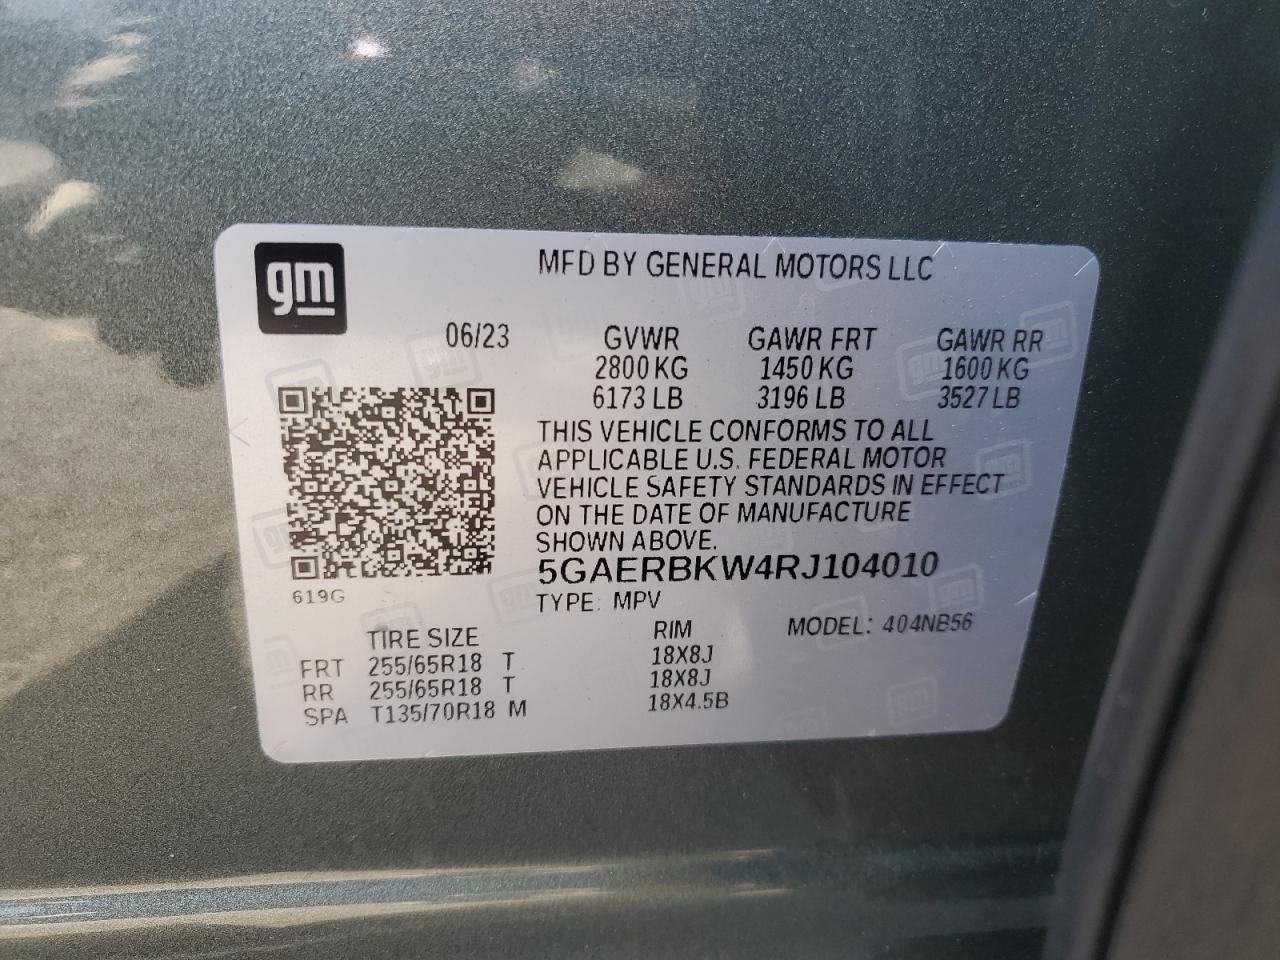 gm
MFD BY GENERAL MOTORS LLC
06/23 GVWR GAWR FRT GAWR RR
2800 KG 1450 KG 1600 KG
6173 LB 3196 LB 3527 LB
THIS VEHICLE CONFORMS TO ALL
APPLICABLE U.S. FEDERAL MOTOR
VEHICLE SAFETY STANDARDS IN EFFECT
ON THE DATE OF MANUFACTURE
SHOWN ABOVE.
5GAERBKW4RJ104010
619G
TYPE: MPV
TIRE SIZE RIM MODEL: 404NB56
FRT 255/65R18 T 18X8J
RR 255/65R18 T 18X8J
SPA T135/70R18 M 18X4.5B